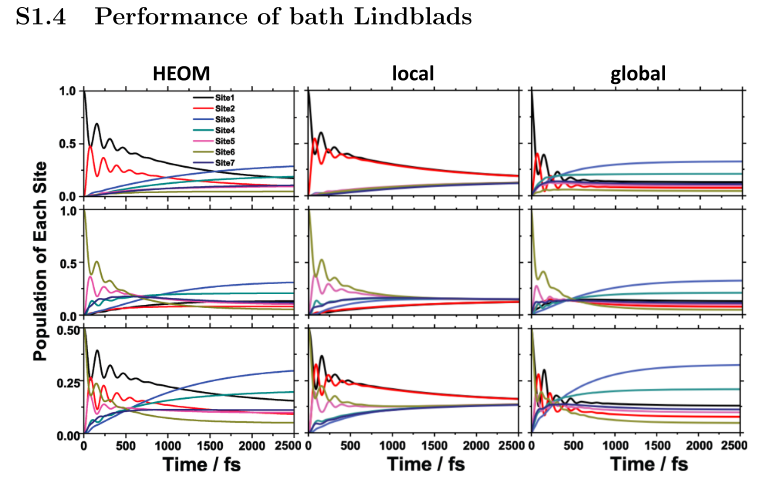 S1.4 Performance of bath Lindblads
HEOM local global
Population of Each Site
1.0
0.5
0.0
Site1
Site2
Site3
Site4
Site5
Site6
Site7
1.0
0.5
0.0
0.50
0.25
0.00
0 500 1000 1500 2000 2500 0 500 1000 1500 2000 2500 0 500 1000 1500 2000 2500
Time / fs Time / fs Time / fs